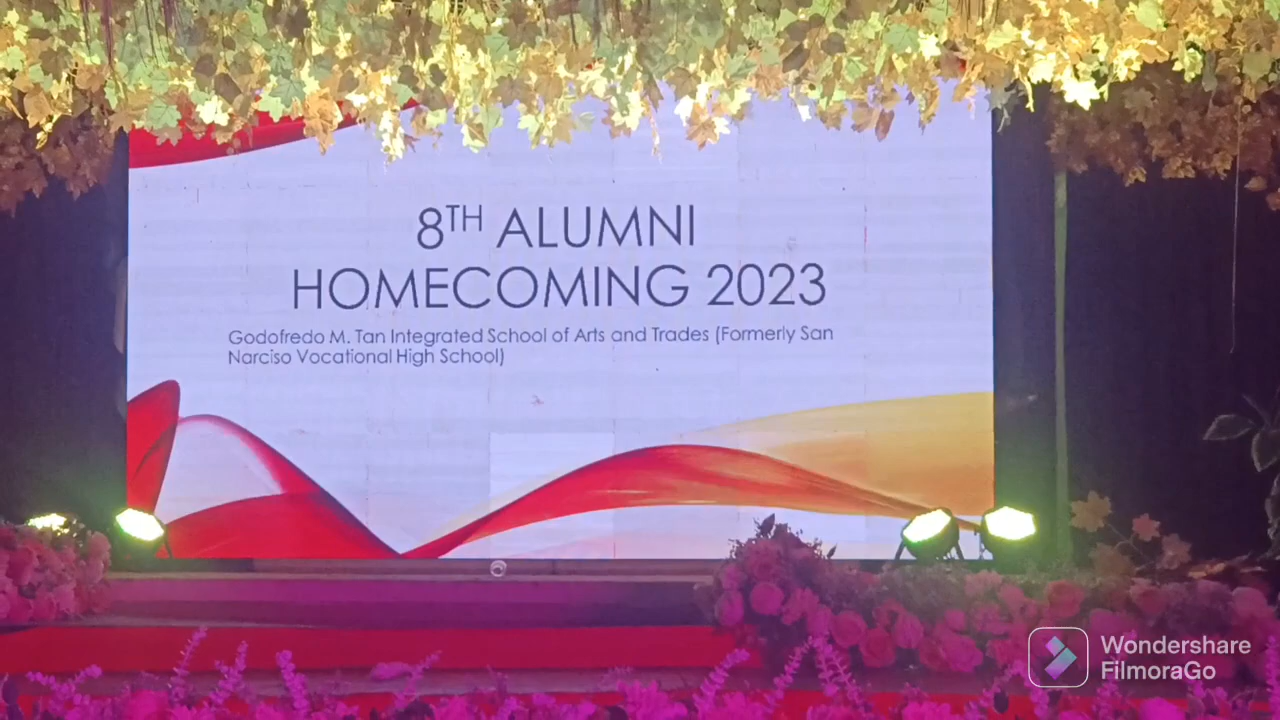 8TH ALUMNI
HOMECOMING 2023
Godofredo M. Tan Integrated School of Arts and Trades (Formerly San
Narciso Vocational High School)
Wondershare
FilmoraGo